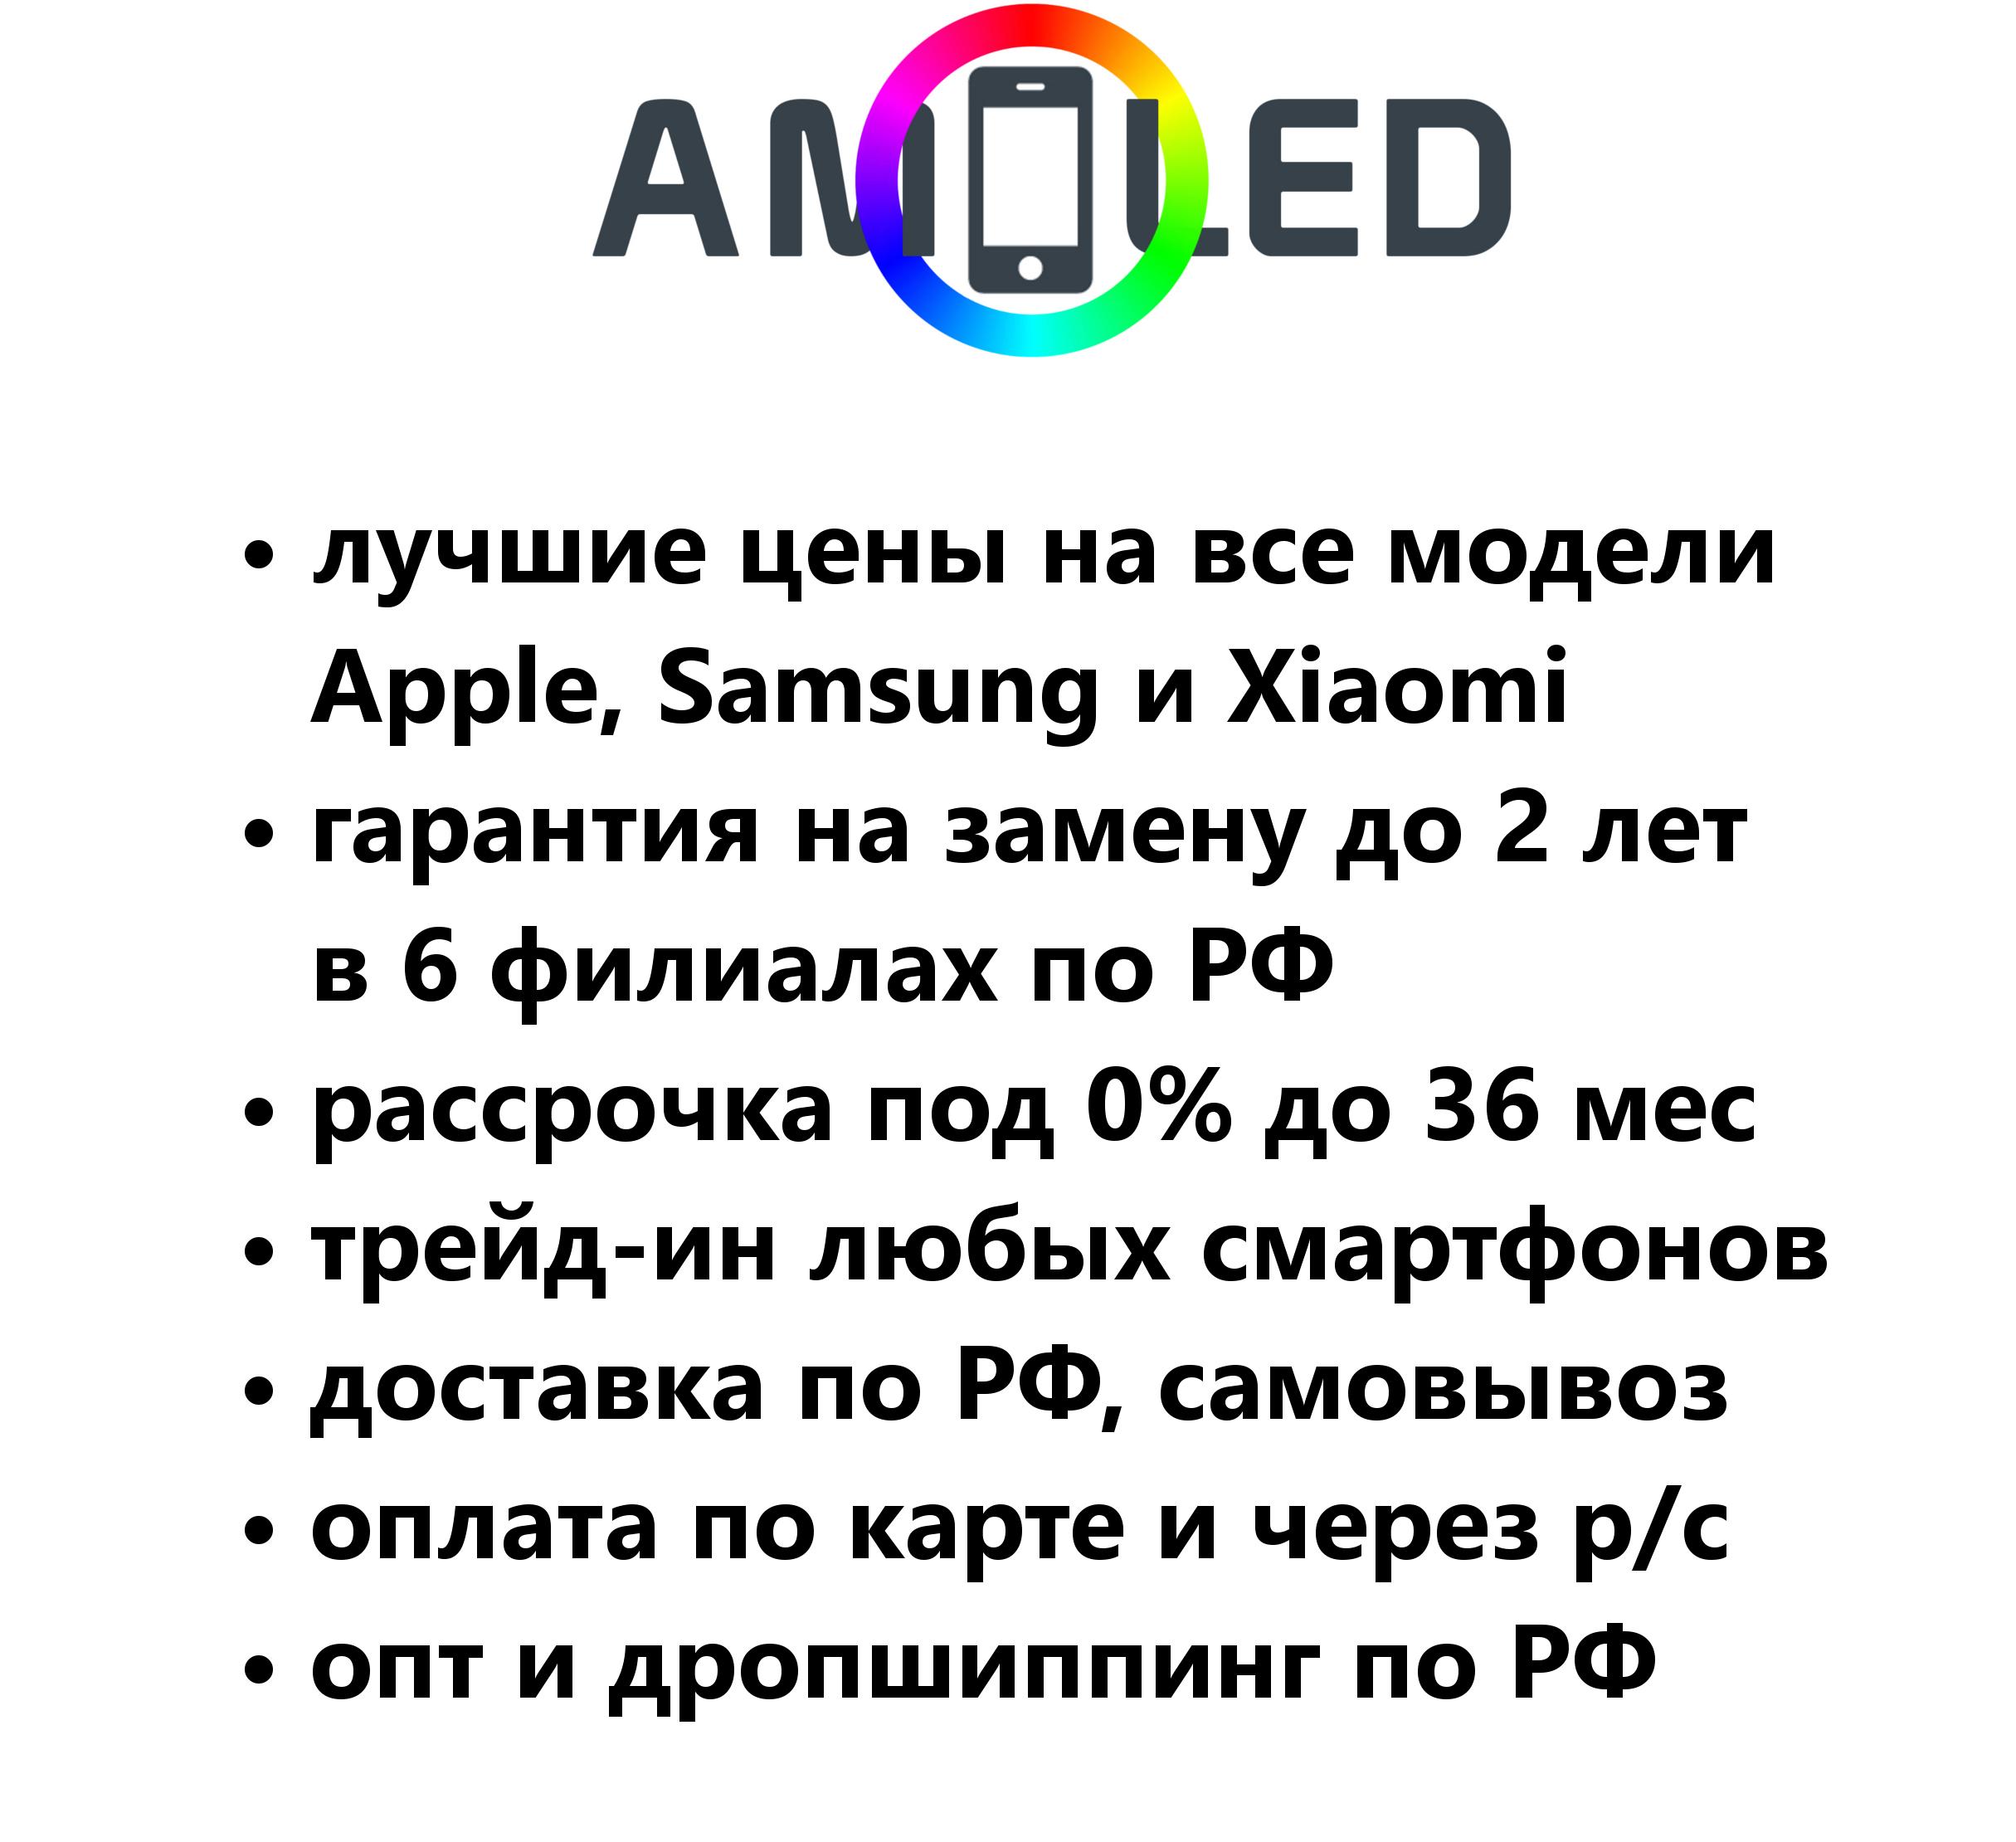 AMOLED
• лучшие цены на все модели
Apple, Samsung и Xiaomi
• гарантия на замену до 2 лет
в 6 филиалах по РФ
• рассрочка под 0% до 36 мес
• трейд-ин любых смартфонов
• доставка по РФ, самовывоз
• оплата по карте и через р/с
• опт и дропшиппинг по РФ